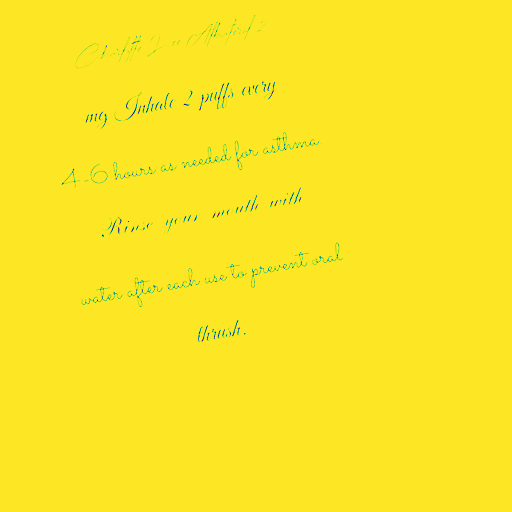 mg Inhale 2 puffs every
4-6 hours as needed for asthma
Rinse your mouth with
water after each use to prevent oral
thrush.